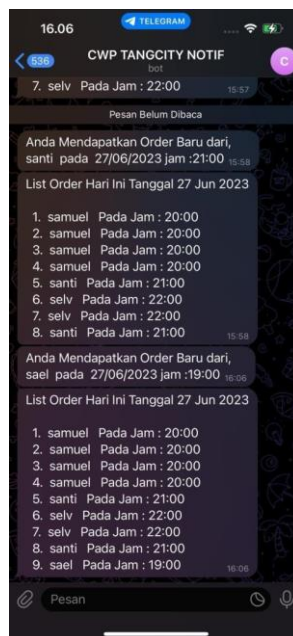 16.06
TELEGRAM
536
CWP TANGCITY NOTIF
bot
C
7. selv Pada Jam : 22:00
15:57
Pesan Belum Dibaca
Anda Mendapatkan Order Baru dari,
santi pada 27/06/2023 jam :21:00 15:58
List Order Hari Ini Tanggal 27 Jun 2023
1. samuel Pada Jam : 20:00
2. samuel Pada Jam : 20:00
3. samuel Pada Jam : 20:00
4. samuel Pada Jam : 20:00
5. santi Pada Jam : 21:00
6. selv Pada Jam : 22:00
7. selv Pada Jam : 22:00
8. santi Pada Jam : 21:00
15:58
Anda Mendapatkan Order Baru dari,
sael pada 27/06/2023 jam :19:00 16:06
List Order Hari Ini Tanggal 27 Jun 2023
1. samuel Pada Jam : 20:00
2. samuel Pada Jam : 20:00
3. samuel Pada Jam : 20:00
4. samuel Pada Jam : 20:00
5. santi Pada Jam : 21:00
6. selv Pada Jam : 22:00
7. selv Pada Jam : 22:00
8. santi Pada Jam : 21:00
9. sael Pada Jam : 19:00
16:06
Pesan